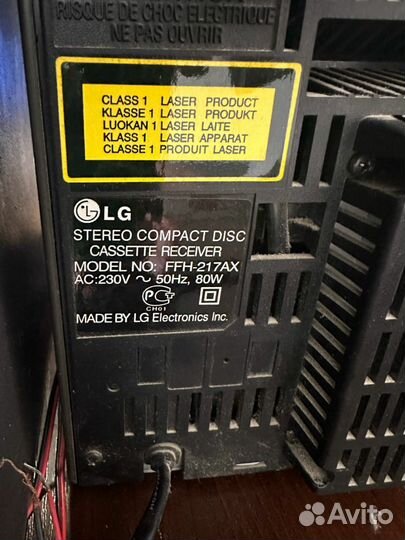 RISQUE DE CHOC ELECTRIQUE
NE PAS OUVRIR
CLASS 1 LASER PRODUCT
KLASSE 1 LASER PRODUKT
LUOKAN 1 LASER LAITE
KLASS 1 LASER APPARAT
CLASSE 1 PRODUIT LASER
LG
STEREO COMPACT DISC
CASSETTE RECEIVER
MODEL NO: FFH-217AX
AC:230V ~ 50Hz, 80W
РСТ
CH01
MADE BY LG Electronics Inc.
Avito